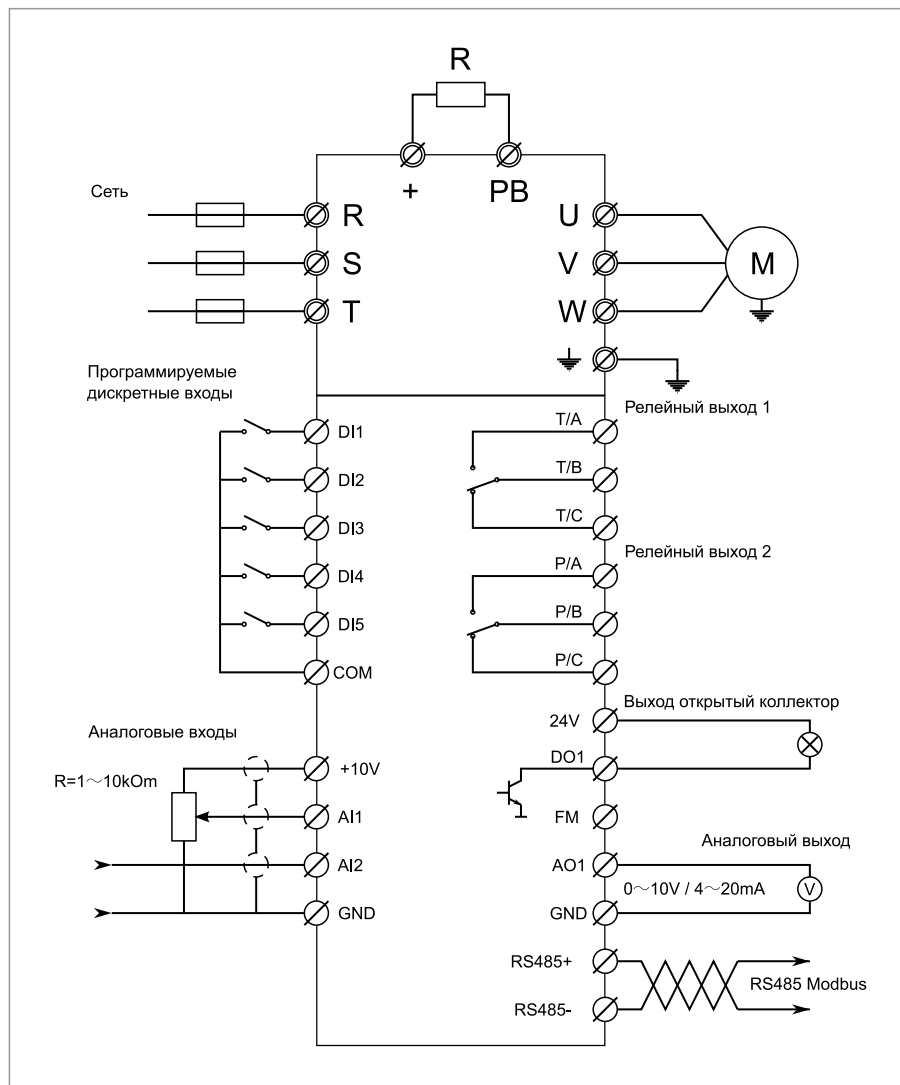 R
+
PB
Сеть
R
S
T
U
V
W
M
Программируемые
дискретные входы
DI1
DI2
DI3
DI4
DI5
COM
Релейный выход 1
T/A
T/B
T/C
Релейный выход 2
P/A
P/B
P/C
Выход открытый коллектор
24V
DO1
FM
Аналоговые входы
R=1～10kOm
+10V
AI1
AI2
GND
Аналоговый выход
AO1
0～10V / 4～20mA
V
GND
RS485+
RS485-
RS485 Modbus